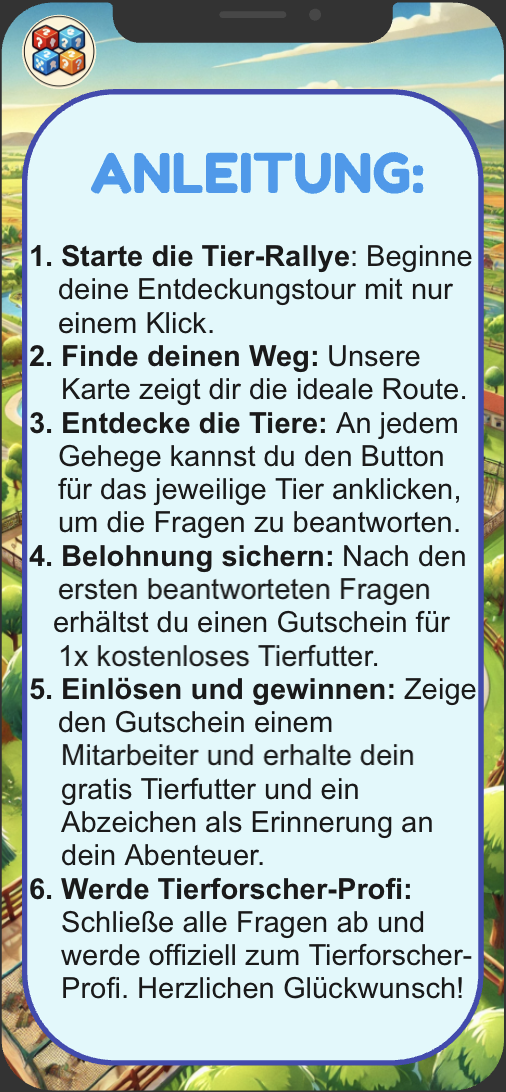 ANLEITUNG:
1. Starte die Tier-Rallye: Beginne
deine Entdeckungstour mit nur
einem Klick.
2. Finde deinen Weg: Unsere
Karte zeigt dir die ideale Route.
3. Entdecke die Tiere: An jedem
Gehege kannst du den Button
für das jeweilige Tier anklicken,
um die Fragen zu beantworten.
4. Belohnung sichern: Nach den
ersten beantworteten Fragen
erhältst du einen Gutschein für
1x kostenloses Tierfutter.
5. Einlösen und gewinnen: Zeige
den Gutschein einem
Mitarbeiter und erhalte dein
gratis Tierfutter und ein
Abzeichen als Erinnerung an
dein Abenteuer.
6. Werde Tierforscher-Profi:
Schließe alle Fragen ab und
werde offiziell zum Tierforscher-
Profi. Herzlichen Glückwunsch!